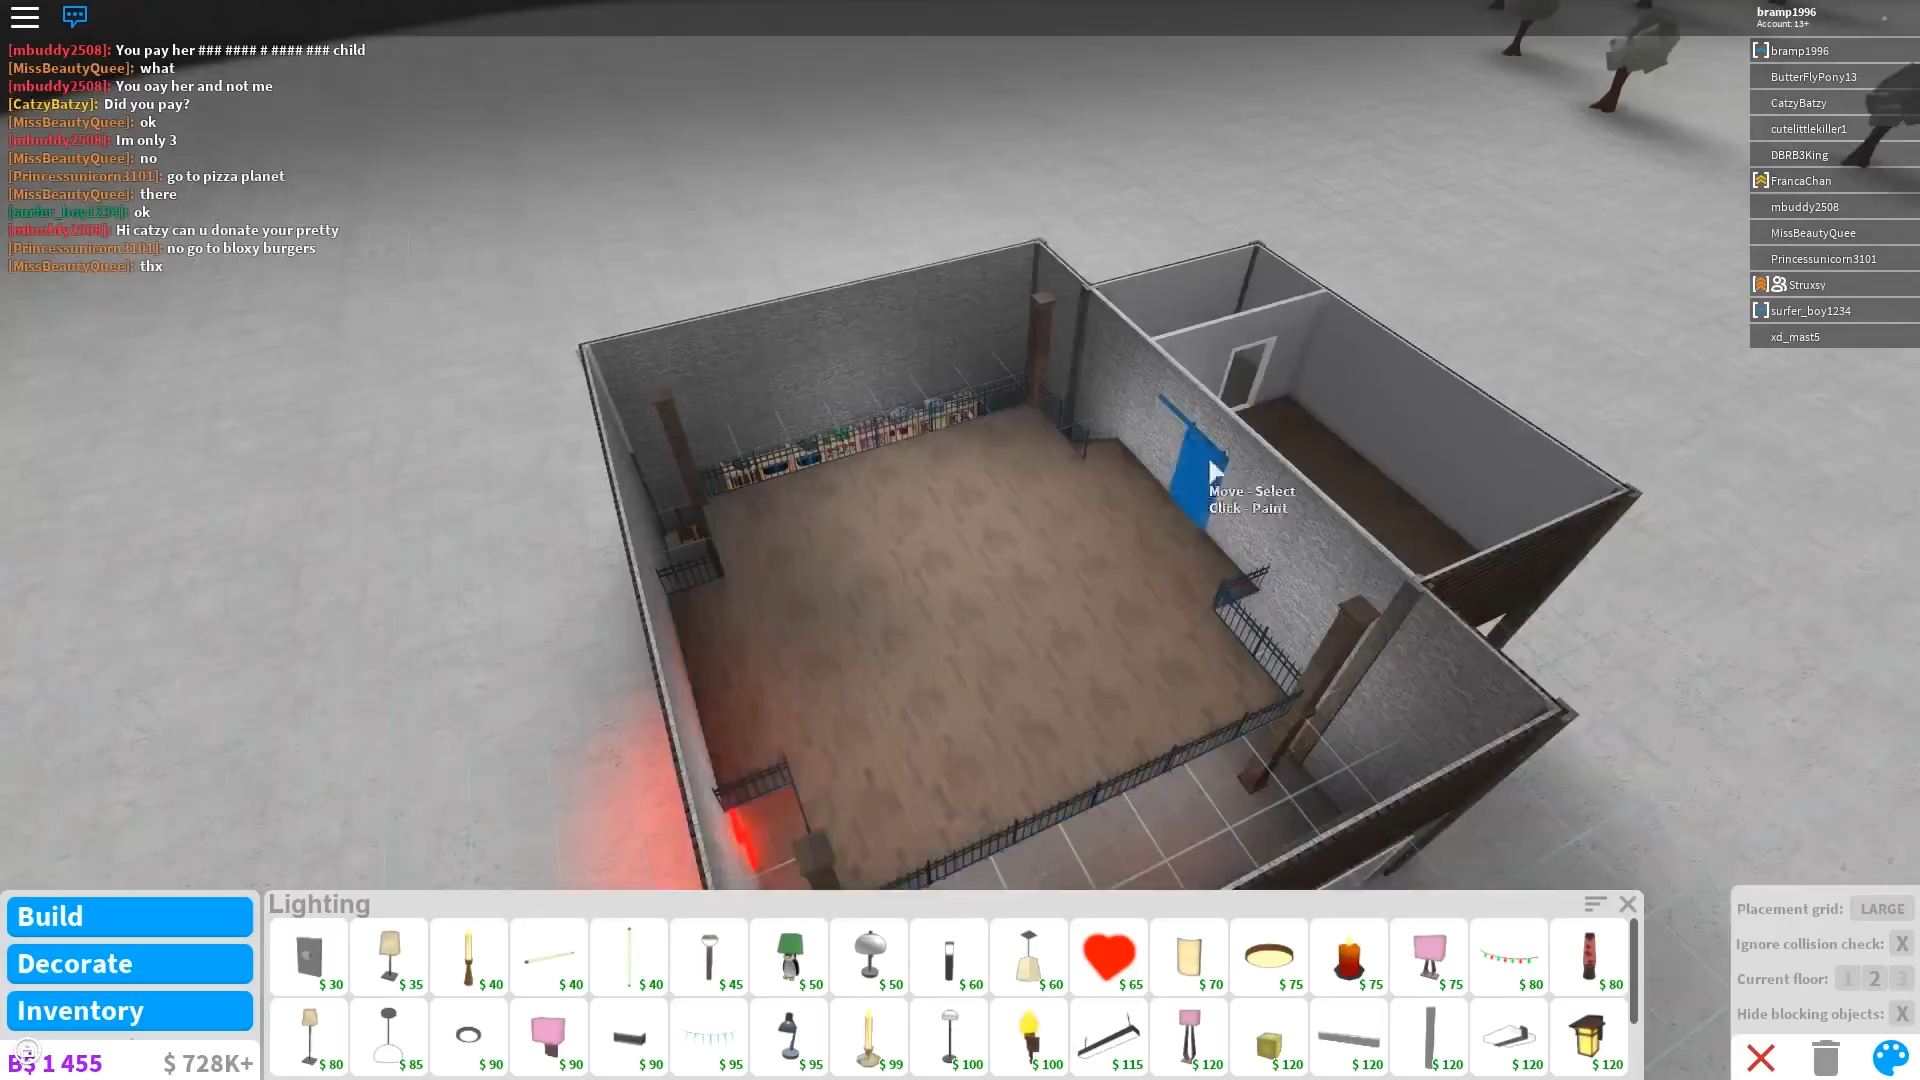 [mbuddy2508]: You pay her ### #### # #### ### child
[MissBeautyQuee]: what
[mbuddy2508]: You oay her and not me
[CatzyBatzy]: Did you pay?
[MissBeautyQuee]: ok
[mbuddy2508]: Im only 3
[MissBeautyQuee]: no
[Princessunicorn3101]: go to pizza planet
[MissBeautyQuee]: there
[surfer_boy1234]: ok
[mbuddy2508]: Hi catzy can u donate your pretty
[Princessunicorn3101]: no go to bloxy burgers
[MissBeautyQuee]: thx
bramp1996
Account: 13+
bramp1996
ButterFlyPony13
CatzyBatzy
cutelittlekiller1
DBRB3King
FrancaChan
mbuddy2508
MissBeautyQuee
Princessunicorn3101
Struxsy
surfer_boy1234
xd_mast5
Move - Select
Click - Paint
Build
Decorate
Inventory
B$ 1 455
$ 728K+
Lighting
$ 30 $ 35 $ 40 $ 40 $ 40 $ 45 $ 50 $ 50 $ 60 $ 60 $ 65 $ 70 $ 75 $ 75 $ 75 $ 80 $ 80
$ 80 $ 85 $ 90 $ 90 $ 90 $ 95 $ 95 $ 99 $ 100 $ 100 $ 115 $ 120 $ 120 $ 120 $ 120 $ 120 $ 120
Placement grid: LARGE
Ignore collision check: X
Current floor: 1 2 3
Hide blocking objects: X